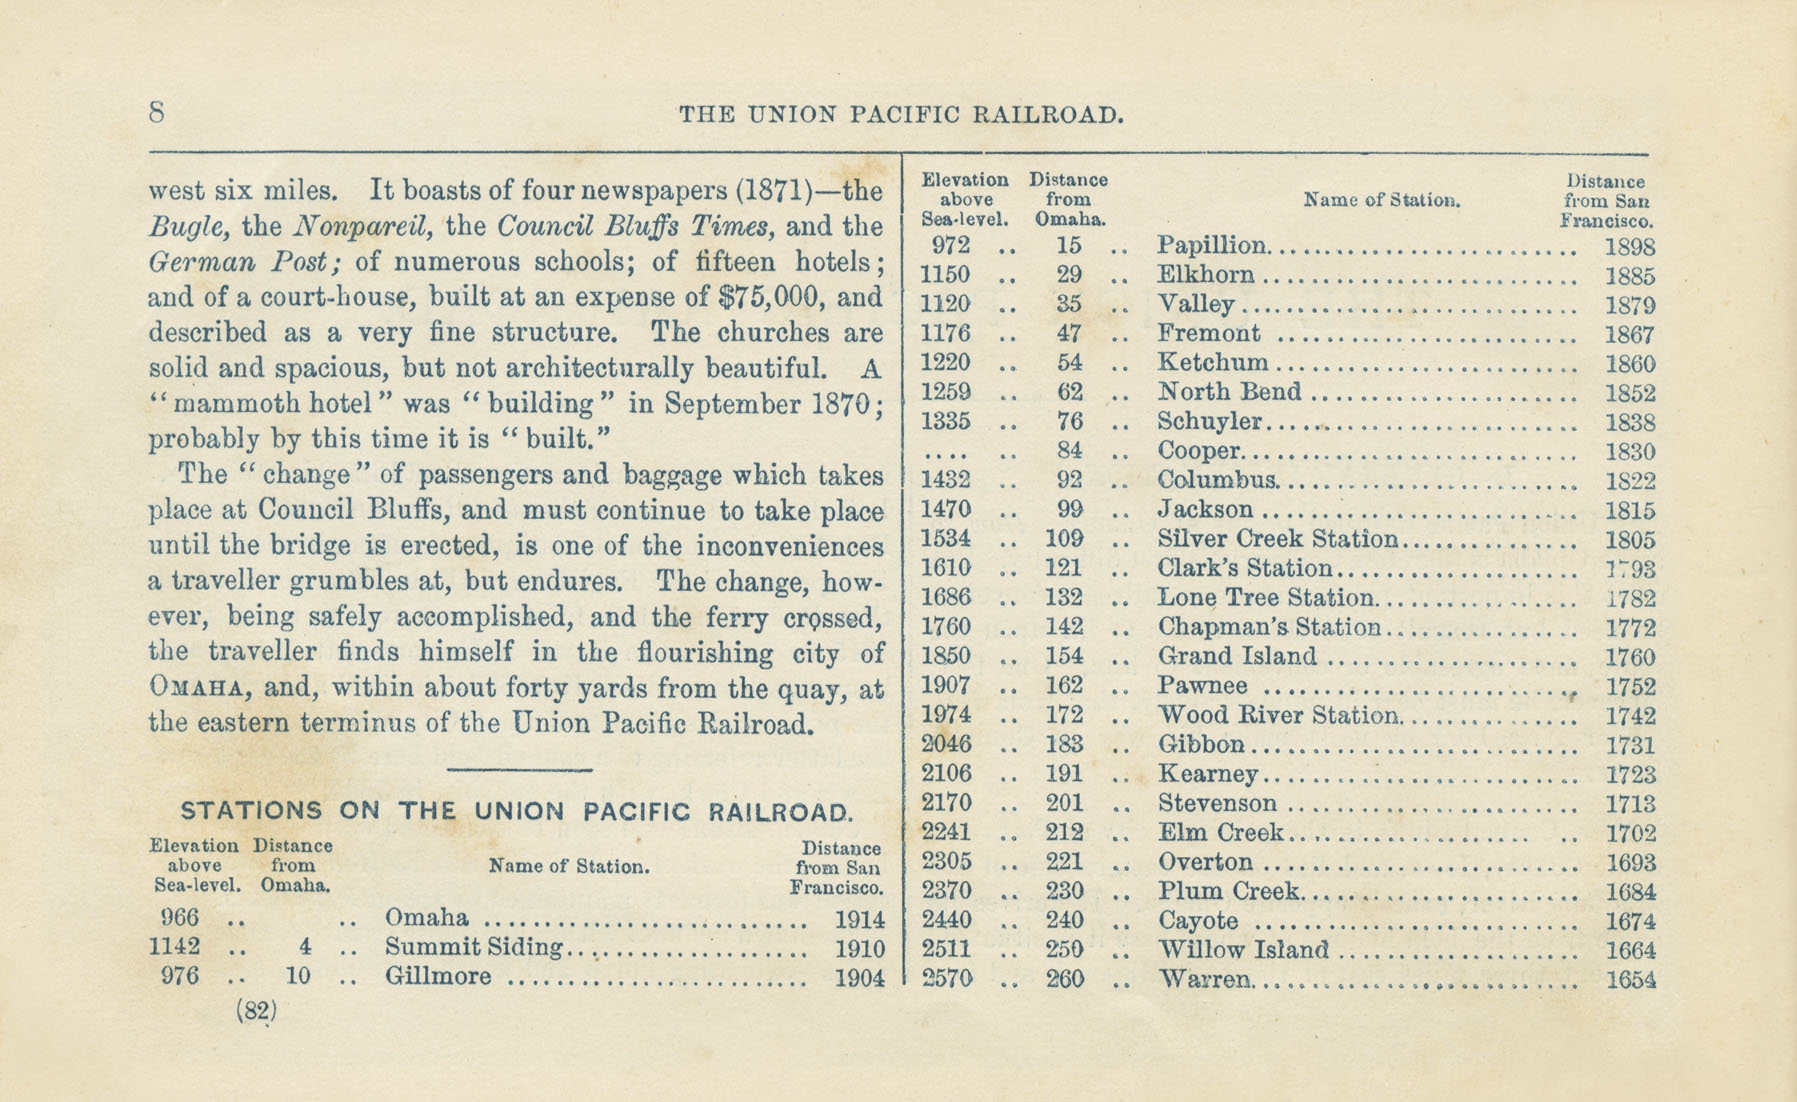 8
THE UNION PACIFIC RAILROAD.
west six miles. It boasts of four newspapers (1871)—the
Bugle, the Nonpareil, the Council Bluffs Times, and the
German Post; of numerous schools; of fifteen hotels;
and of a court-house, built at an expense of $75,000, and
described as a very fine structure. The churches are
solid and spacious, but not architecturally beautiful. A
“mammoth hotel” was “building” in September 1870;
probably by this time it is “built.”
The “change” of passengers and baggage which takes
place at Council Bluffs, and must continue to take place
until the bridge is erected, is one of the inconveniences
a traveller grumbles at, but endures. The change, how-
ever, being safely accomplished, and the ferry crossed,
the traveller finds himself in the flourishing city of
OMAHA, and, within about forty yards from the quay, at
the eastern terminus of the Union Pacific Railroad.
STATIONS ON THE UNION PACIFIC RAILROAD.
Elevation above Sea-level. Distance from Omaha. Name of Station. Distance from San Francisco.
966 .. .. Omaha ........................... 1914
1142 .. 4 .. Summit Siding.................... 1910
976 .. 10 .. Gillmore ......................... 1904
(82)
Elevation above Sea-level. Distance from Omaha. Name of Station. Distance from San Francisco.
972 .. 15 .. Papillion.......................... 1898
1150 .. 29 .. Elkhorn .......................... 1885
1120 .. 35 .. Valley............................ 1879
1176 .. 47 .. Fremont ......................... 1867
1220 .. 54 .. Ketchum......................... 1860
1259 .. 62 .. North Bend ...................... 1852
1335 .. 76 .. Schuyler.......................... 1838
.... .. 84 .. Cooper............................ 1830
1432 .. 92 .. Columbus......................... 1822
1470 .. 99 .. Jackson .......................... 1815
1534 .. 109 .. Silver Creek Station............... 1805
1610 .. 121 .. Clark's Station.................... 1793
1686 .. 132 .. Lone Tree Station................. 1782
1760 .. 142 .. Chapman's Station................ 1772
1850 .. 154 .. Grand Island ..................... 1760
1907 .. 162 .. Pawnee .......................... 1752
1974 .. 172 .. Wood River Station............... 1742
2046 .. 183 .. Gibbon........................... 1731
2106 .. 191 .. Kearney.......................... 1723
2170 .. 201 .. Stevenson ........................ 1713
2241 .. 212 .. Elm Creek.................... .. 1702
2305 .. 221 .. Overton .......................... 1693
2370 .. 230 .. Plum Creek....................... 1684
2440 .. 240 .. Cayote ........................... 1674
2511 .. 250 .. Willow Island .................... 1664
2570 .. 260 .. Warren........................... 1654